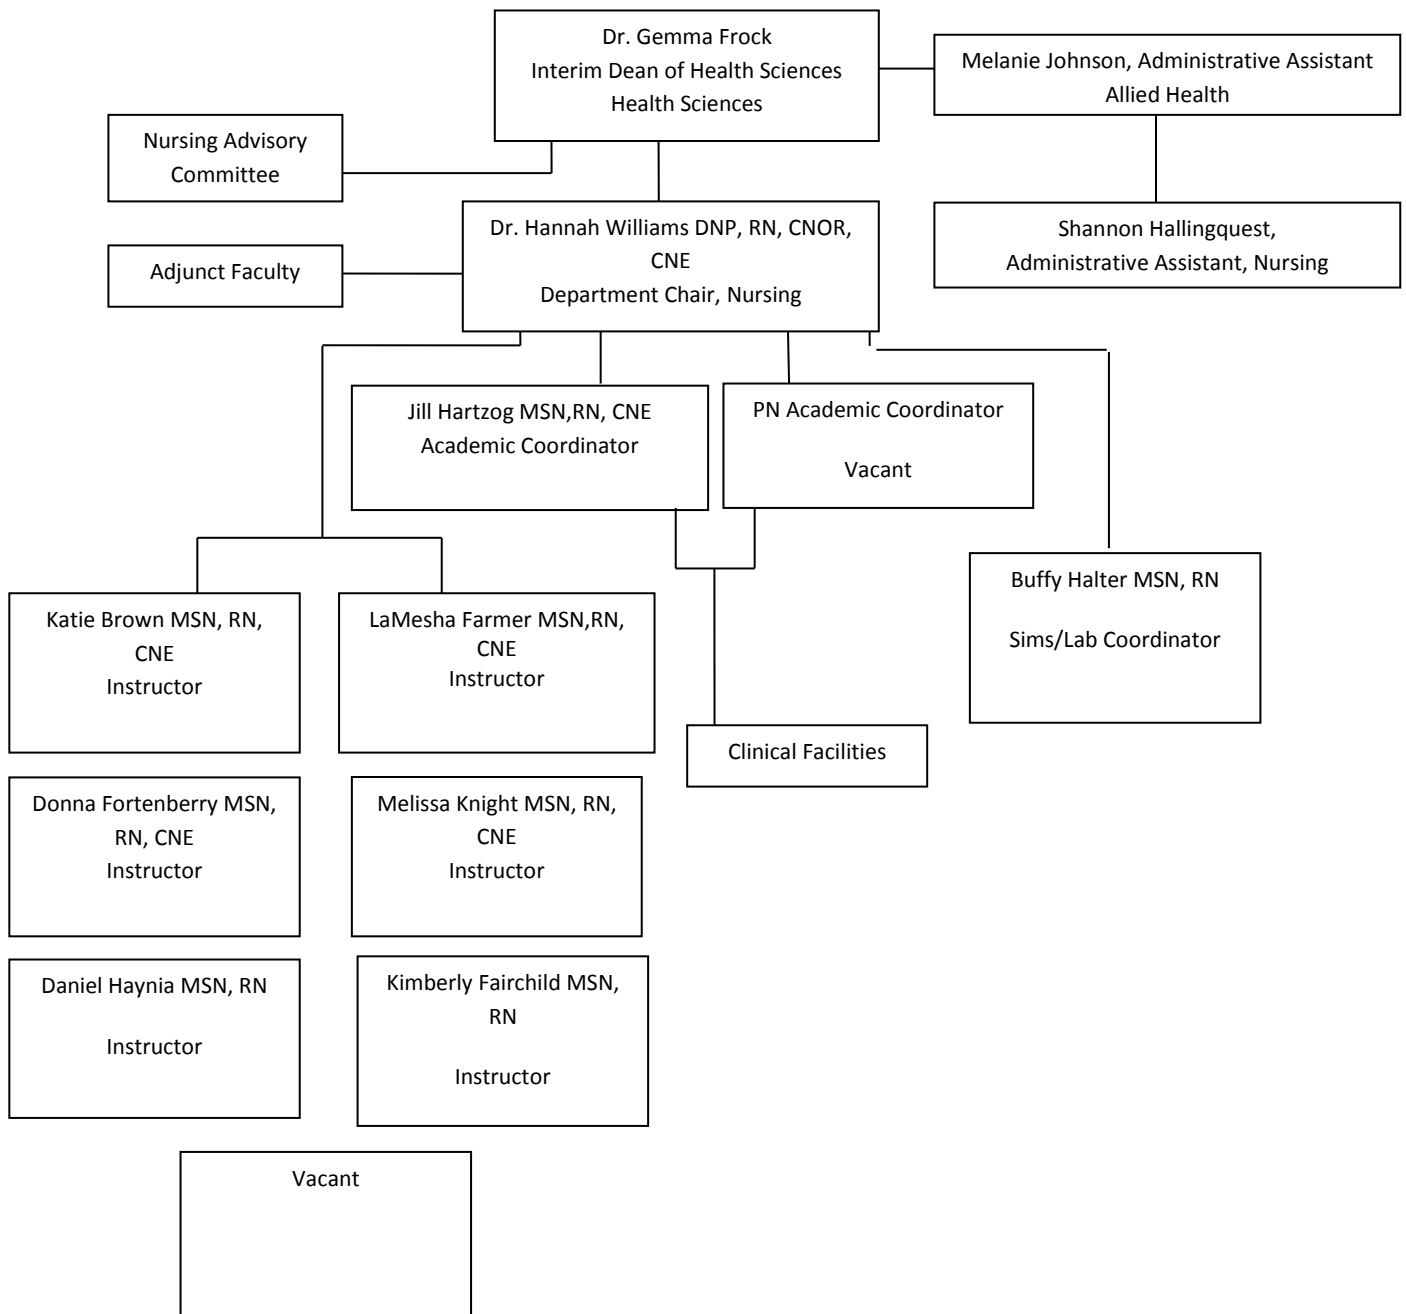 Dr. Gemma Frock
Interim Dean of Health Sciences
Health Sciences
Melanie Johnson, Administrative Assistant
Allied Health
Nursing Advisory
Committee
Dr. Hannah Williams DNP, RN, CNOR,
CNE
Department Chair, Nursing
Shannon Hallingquest,
Administrative Assistant, Nursing
Adjunct Faculty
Jill Hartzog MSN,RN, CNE
Academic Coordinator
PN Academic Coordinator
Vacant
Katie Brown MSN, RN,
CNE
Instructor
LaMesha Farmer MSN,RN,
CNE
Instructor
Buffy Halter MSN, RN
Sims/Lab Coordinator
Clinical Facilities
Donna Fortenberry MSN,
RN, CNE
Instructor
Melissa Knight MSN, RN,
CNE
Instructor
Daniel Haynia MSN, RN
Instructor
Kimberly Fairchild MSN,
RN
Instructor
Vacant